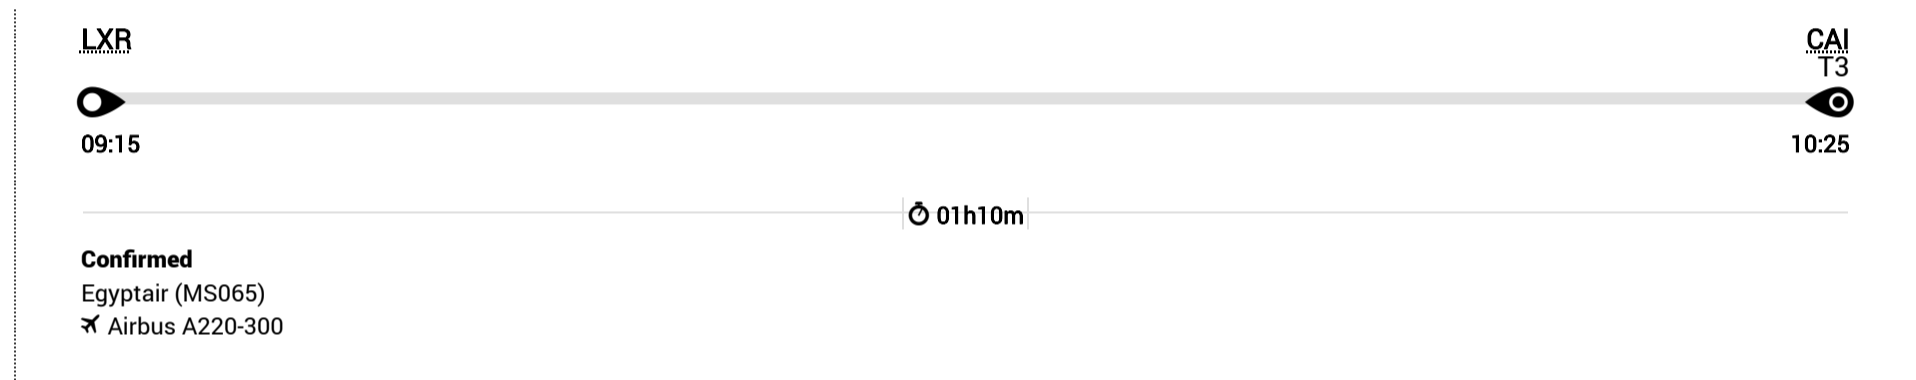 LXR
CAI
T3
09:15
10:25
01h10m
Confirmed
Egyptair (MS065)
Airbus A220-300